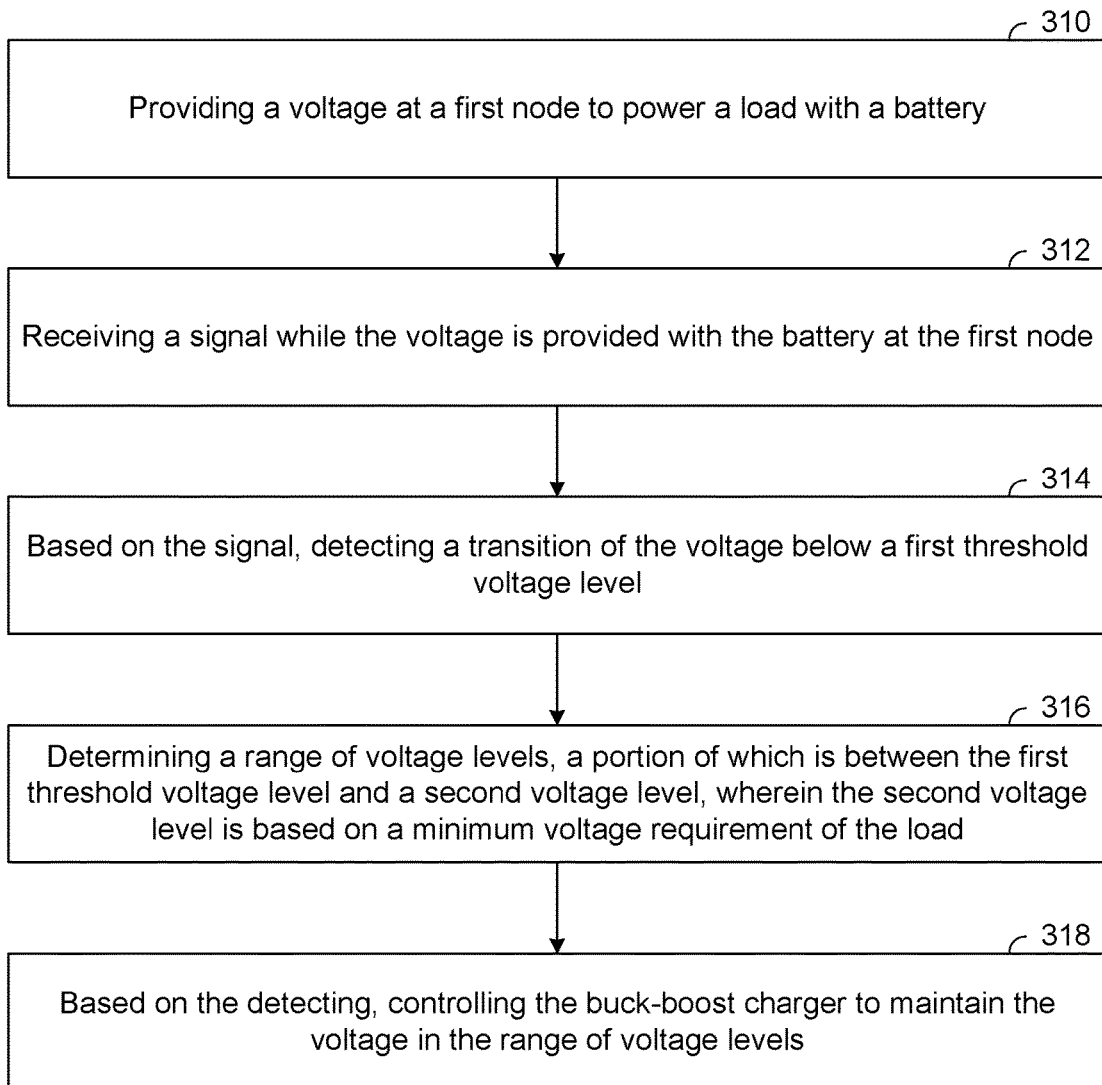 310
Providing a voltage at a first node to power a load with a battery
312
Receiving a signal while the voltage is provided with the battery at the first node
314
Based on the signal, detecting a transition of the voltage below a first threshold
voltage level
316
Determining a range of voltage levels, a portion of which is between the first
threshold voltage level and a second voltage level, wherein the second voltage
level is based on a minimum voltage requirement of the load
318
Based on the detecting, controlling the buck-boost charger to maintain the
voltage in the range of voltage levels